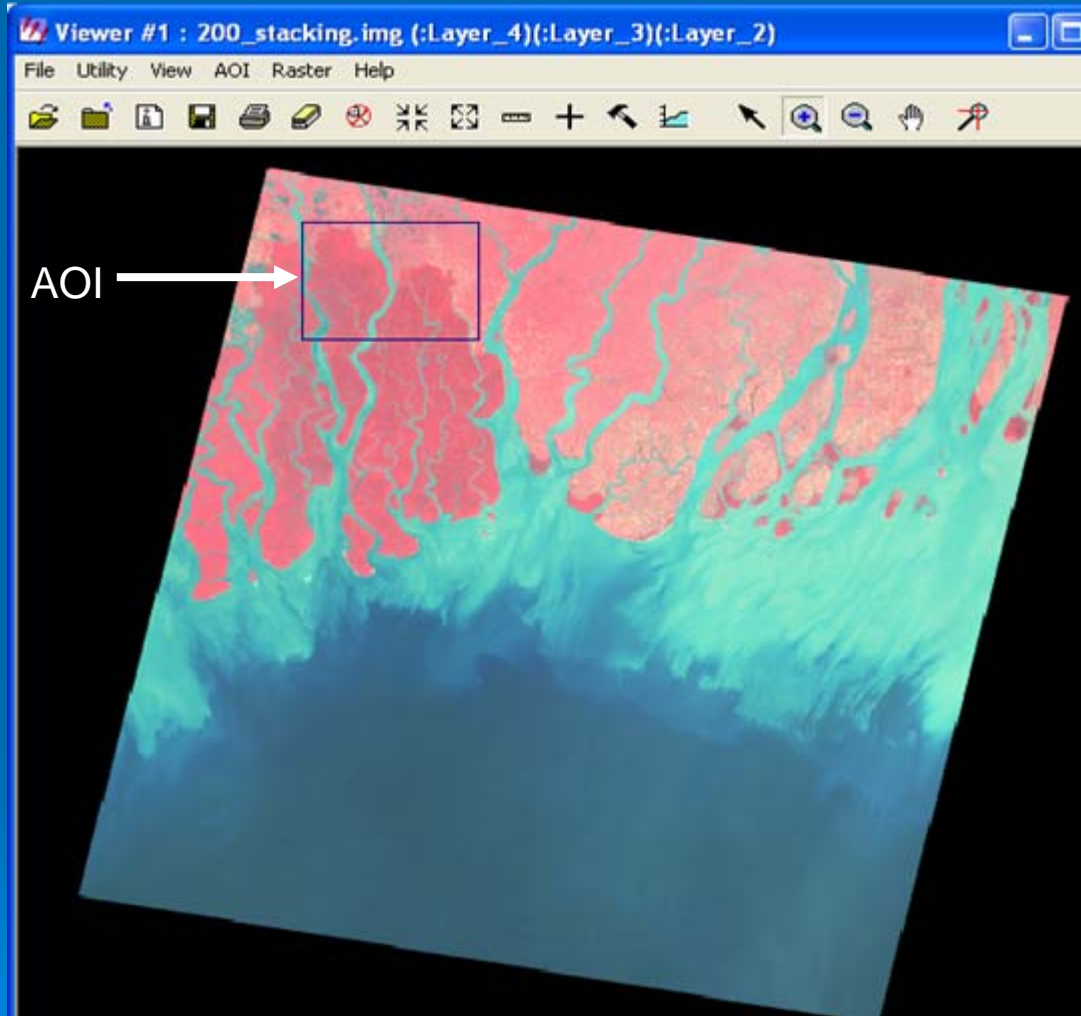 Viewer #1 : 200_stacking.img (:Layer_4)(:Layer_3)(:Layer_2)
File Utility View AOI Raster Help
AOI